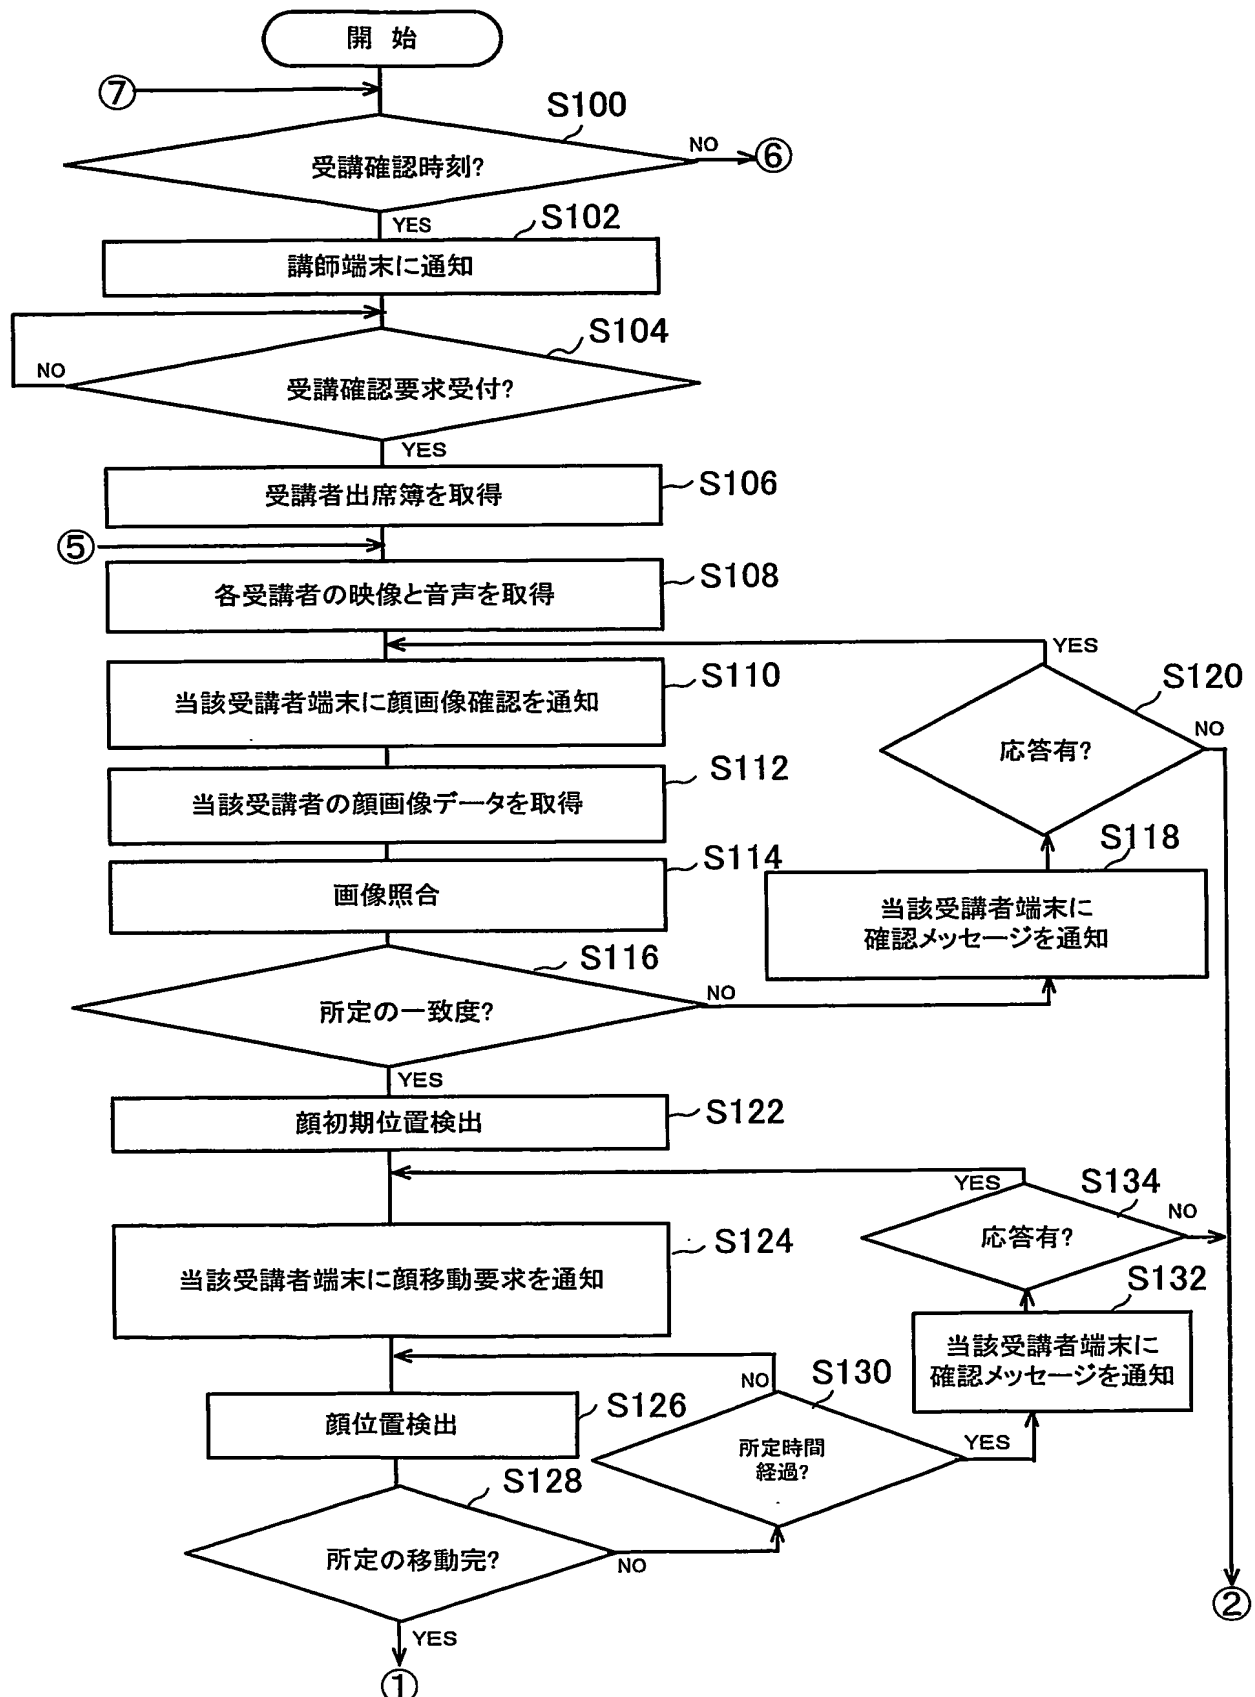 開 始
⑦
S100
受講確認時刻?
NO
⑥
YES
S102
講師端末に通知
S104
NO
受講確認要求受付?
YES
S106
受講者出席簿を取得
⑤
S108
各受講者の映像と音声を取得
YES
S110
当該受講者端末に顔画像確認を通知
S120
応答有?
NO
S112
当該受講者の顔画像データを取得
S118
当該受講者端末に
確認メッセージを通知
S114
画像照合
S116
所定の一致度?
NO
YES
S122
顔初期位置検出
YES
S134
応答有?
NO
S124
当該受講者端末に顔移動要求を通知
S132
当該受講者端末に
確認メッセージを通知
NO
S130
所定時間
経過?
YES
S126
顔位置検出
S128
所定の移動完?
NO
YES
②
①